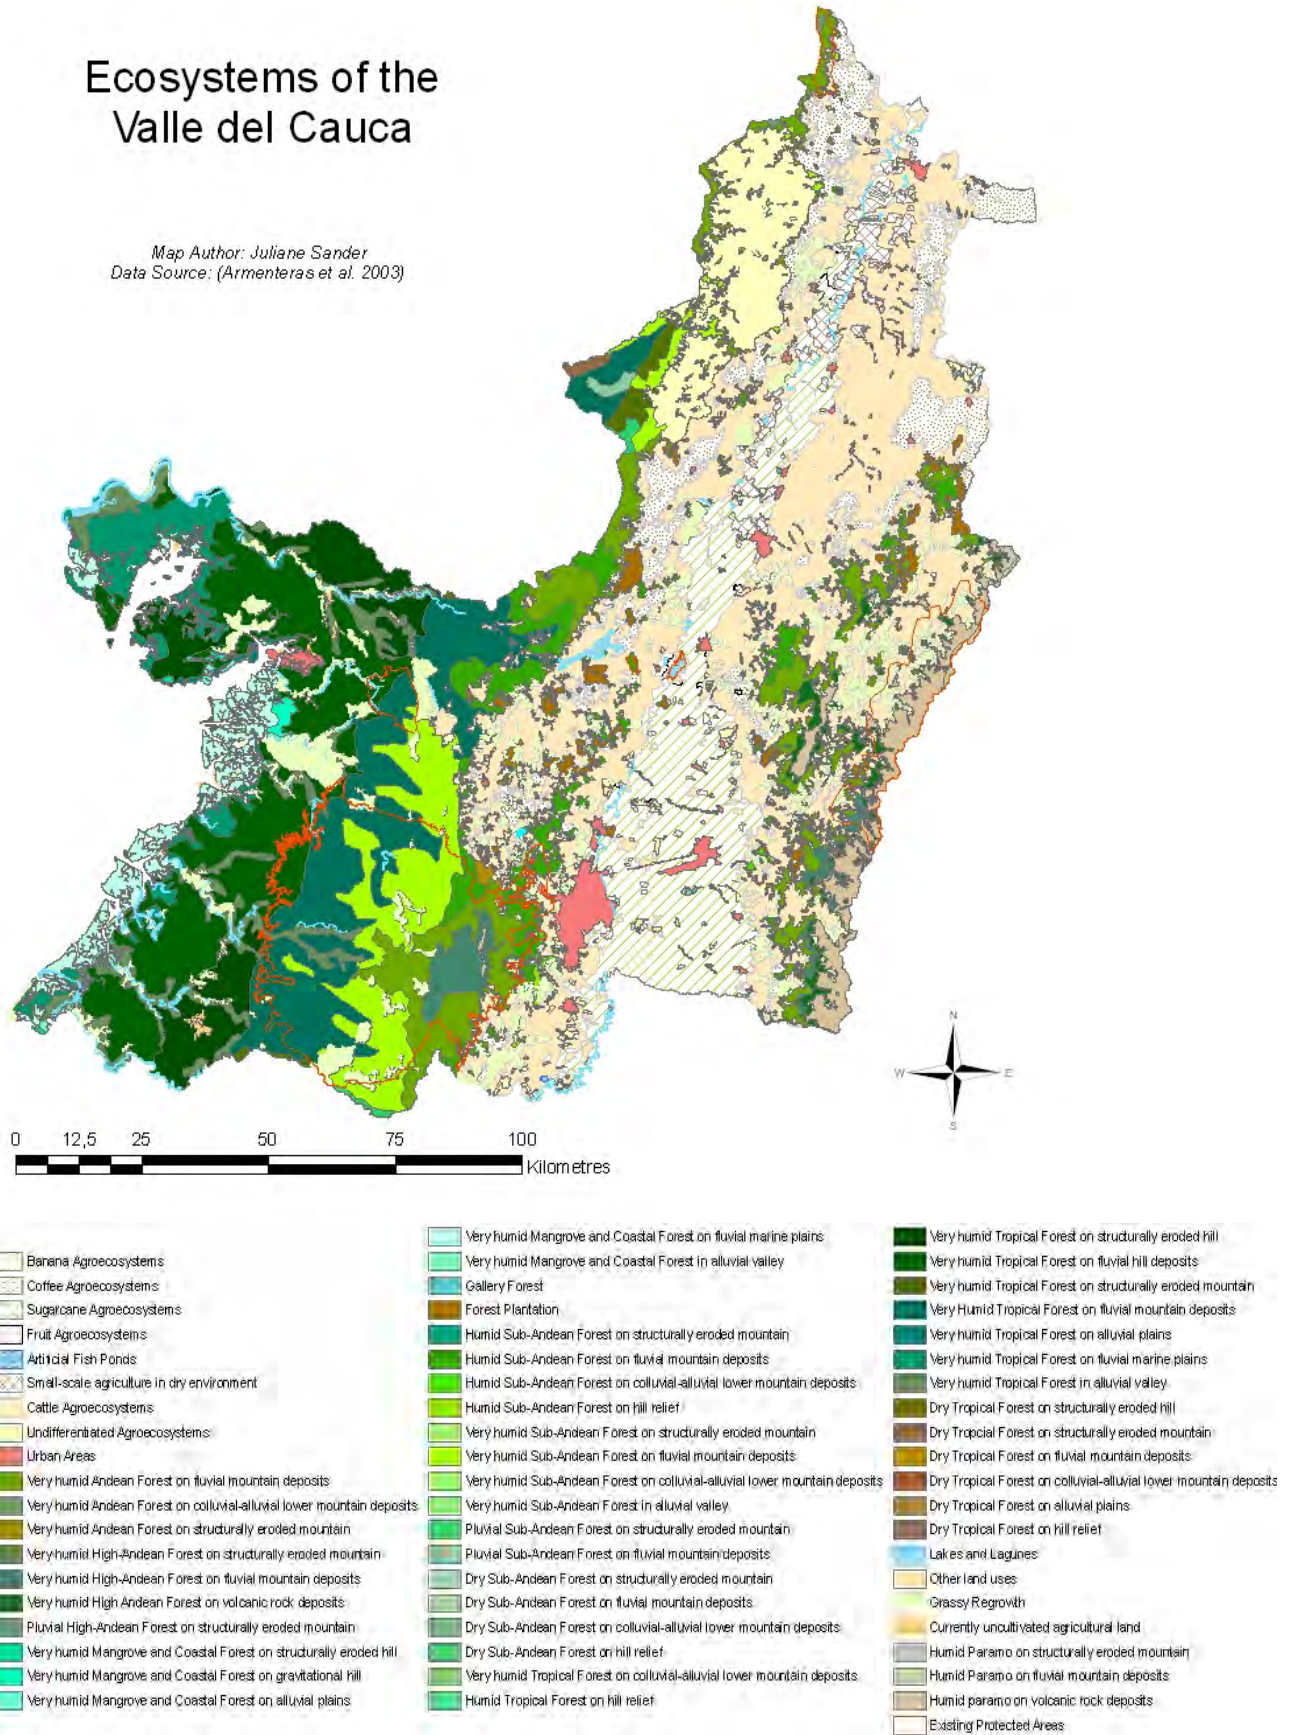 Ecosystems of the
Valle del Cauca
Map Author: Juliane Sander
Data Source: (Armenteras et al. 2003)
N
W
E
S
0 12,5 25 50 75 100
Kilometres
Banana Agroecosystems
Coffee Agroecosystems
Sugarcane Agroecosystems
Fruit Agroecosystems
Artificial Fish Ponds
Small-scale agriculture in dry environment
Cattle Agroecosystems
Undifferentiated Agroecosystems
Urban Areas
Very humid Andean Forest on fluvial mountain deposits
Very humid Andean Forest on colluvial-alluvial lower mountain deposits
Very humid Andean Forest on structurally eroded mountain
Very humid High-Andean Forest on structurally eroded mountain
Very humid High-Andean Forest on fluvial mountain deposits
Very humid High Andean Forest on volcanic rock deposits
Pluvial High-Andean Forest on structurally eroded mountain
Very humid Mangrove and Coastal Forest on structurally eroded hill
Very humid Mangrove and Coastal Forest on gravitational hill
Very humid Mangrove and Coastal Forest on alluvial plains
Very humid Mangrove and Coastal Forest on fluvial marine plains
Very humid Mangrove and Coastal Forest in alluvial valley
Gallery Forest
Forest Plantation
Humid Sub-Andean Forest on structurally eroded mountain
Humid Sub-Andean Forest on fluvial mountain deposits
Humid Sub-Andean Forest on colluvial-alluvial lower mountain deposits
Humid Sub-Andean Forest on hill relief
Very humid Sub-Andean Forest on structurally eroded mountain
Very humid Sub-Andean Forest on fluvial mountain deposits
Very humid Sub-Andean Forest on colluvial-alluvial lower mountain deposits
Very humid Sub-Andean Forest in alluvial valley
Pluvial Sub-Andean Forest on structurally eroded mountain
Pluvial Sub-Andean Forest on fluvial mountain deposits
Dry Sub-Andean Forest on structurally eroded mountain
Dry Sub-Andean Forest on fluvial mountain deposits
Dry Sub-Andean Forest on colluvial-alluvial lower mountain deposits
Dry Sub-Andean Forest on hill relief
Very humid Tropical Forest on colluvial-alluvial lower mountain deposits
Humid Tropical Forest on hill relief
Very humid Tropical Forest on structurally eroded hill
Very humid Tropical Forest on fluvial hill deposits
Very humid Tropical Forest on structurally eroded mountain
Very Humid Tropical Forest on fluvial mountain deposits
Very humid Tropical Forest on alluvial plains
Very humid Tropical Forest on fluvial marine plains
Very humid Tropical Forest in alluvial valley
Dry Tropical Forest on structurally eroded hill
Dry Tropcial Forest on structurally eroded mountain
Dry Tropical Forest on fluvial mountain deposits
Dry Tropical Forest on colluvial-alluvial lower mountain deposits
Dry Tropical Forest on alluvial plains
Dry Tropical Forest on hill relief
Lakes and Lagunes
Other land uses
Grassy Regrowth
Currently uncultivated agricultural land
Humid Paramo on structurally eroded mountain
Humid Paramo on fluvial mountain deposits
Humid paramo on volcanic rock deposits
Existing Protected Areas